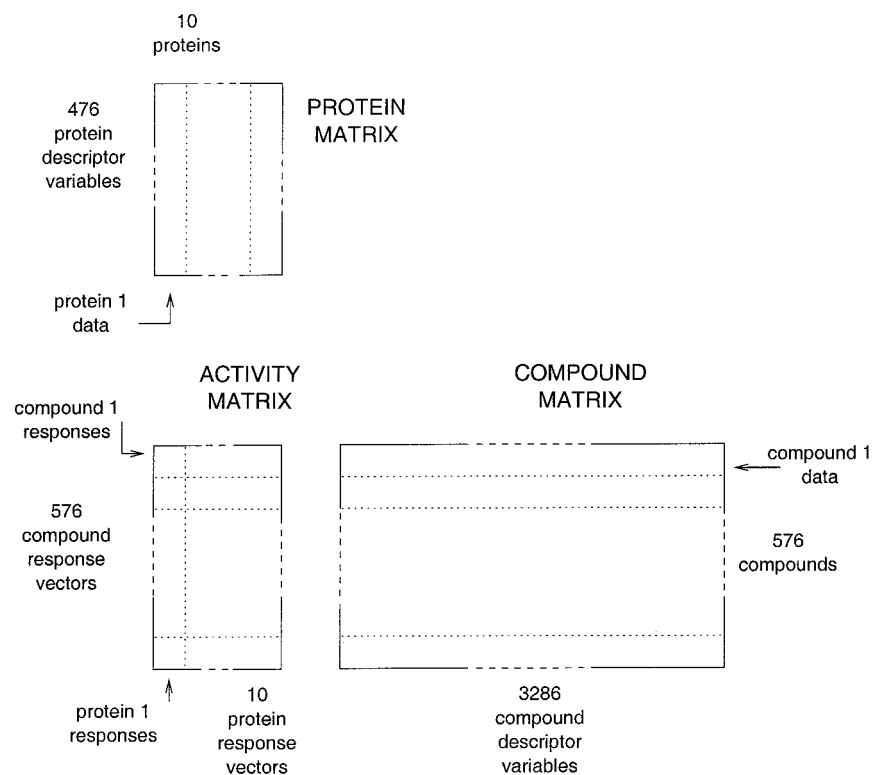 10
proteins
476
protein
descriptor
variables
PROTEIN
MATRIX
protein 1
data
ACTIVITY
MATRIX
COMPOUND
MATRIX
compound 1
responses
compound 1
data
576
compound
response
vectors
576
compounds
protein 1
responses
10
protein
response
vectors
3286
compound
descriptor
variables